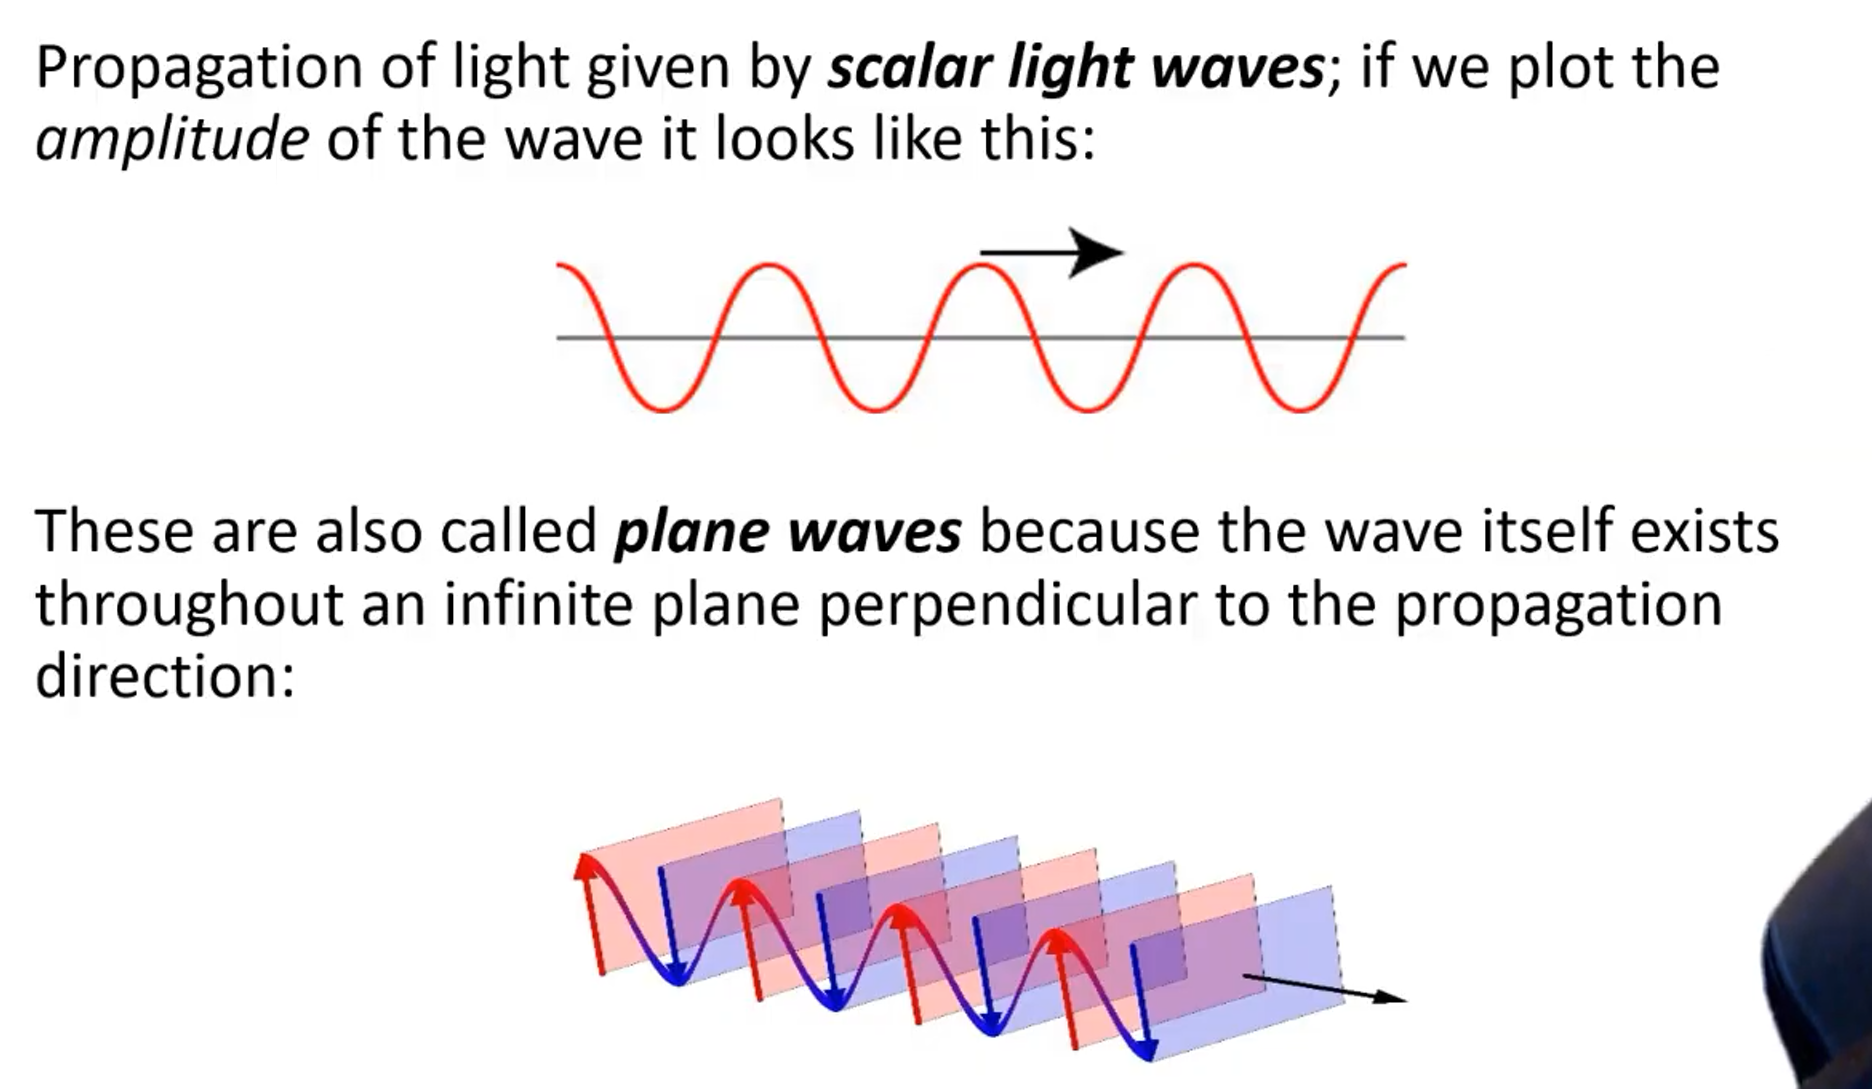 Propagation of light given by scalar light waves; if we plot the
amplitude of the wave it looks like this:
These are also called plane waves because the wave itself exists
throughout an infinite plane perpendicular to the propagation
direction: